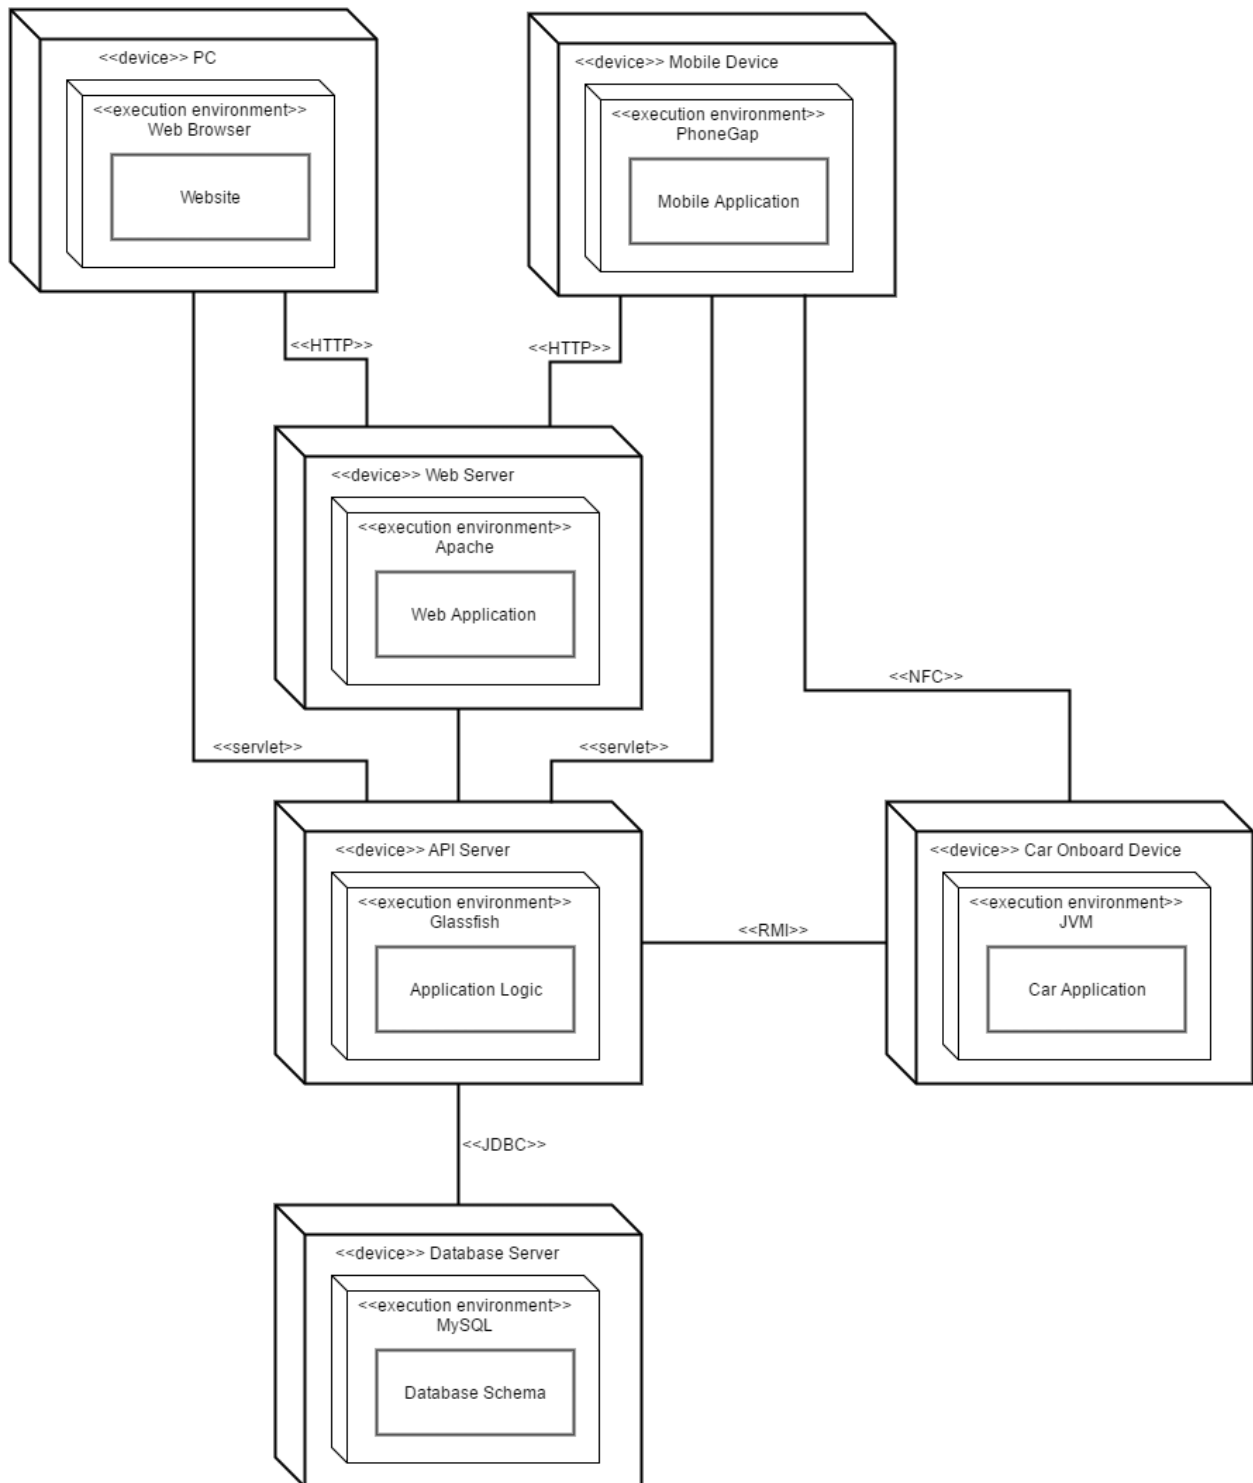 <<device>> PC
<<execution environment>>
Web Browser
Website
<<device>> Mobile Device
<<execution environment>>
PhoneGap
Mobile Application
<<HTTP>>
<<HTTP>>
<<device>> Web Server
<<execution environment>>
Apache
Web Application
<<NFC>>
<<servlet>>
<<servlet>>
<<device>> API Server
<<execution environment>>
Glassfish
Application Logic
<<RMI>>
<<device>> Car Onboard Device
<<execution environment>>
JVM
Car Application
<<JDBC>>
<<device>> Database Server
<<execution environment>>
MySQL
Database Schema